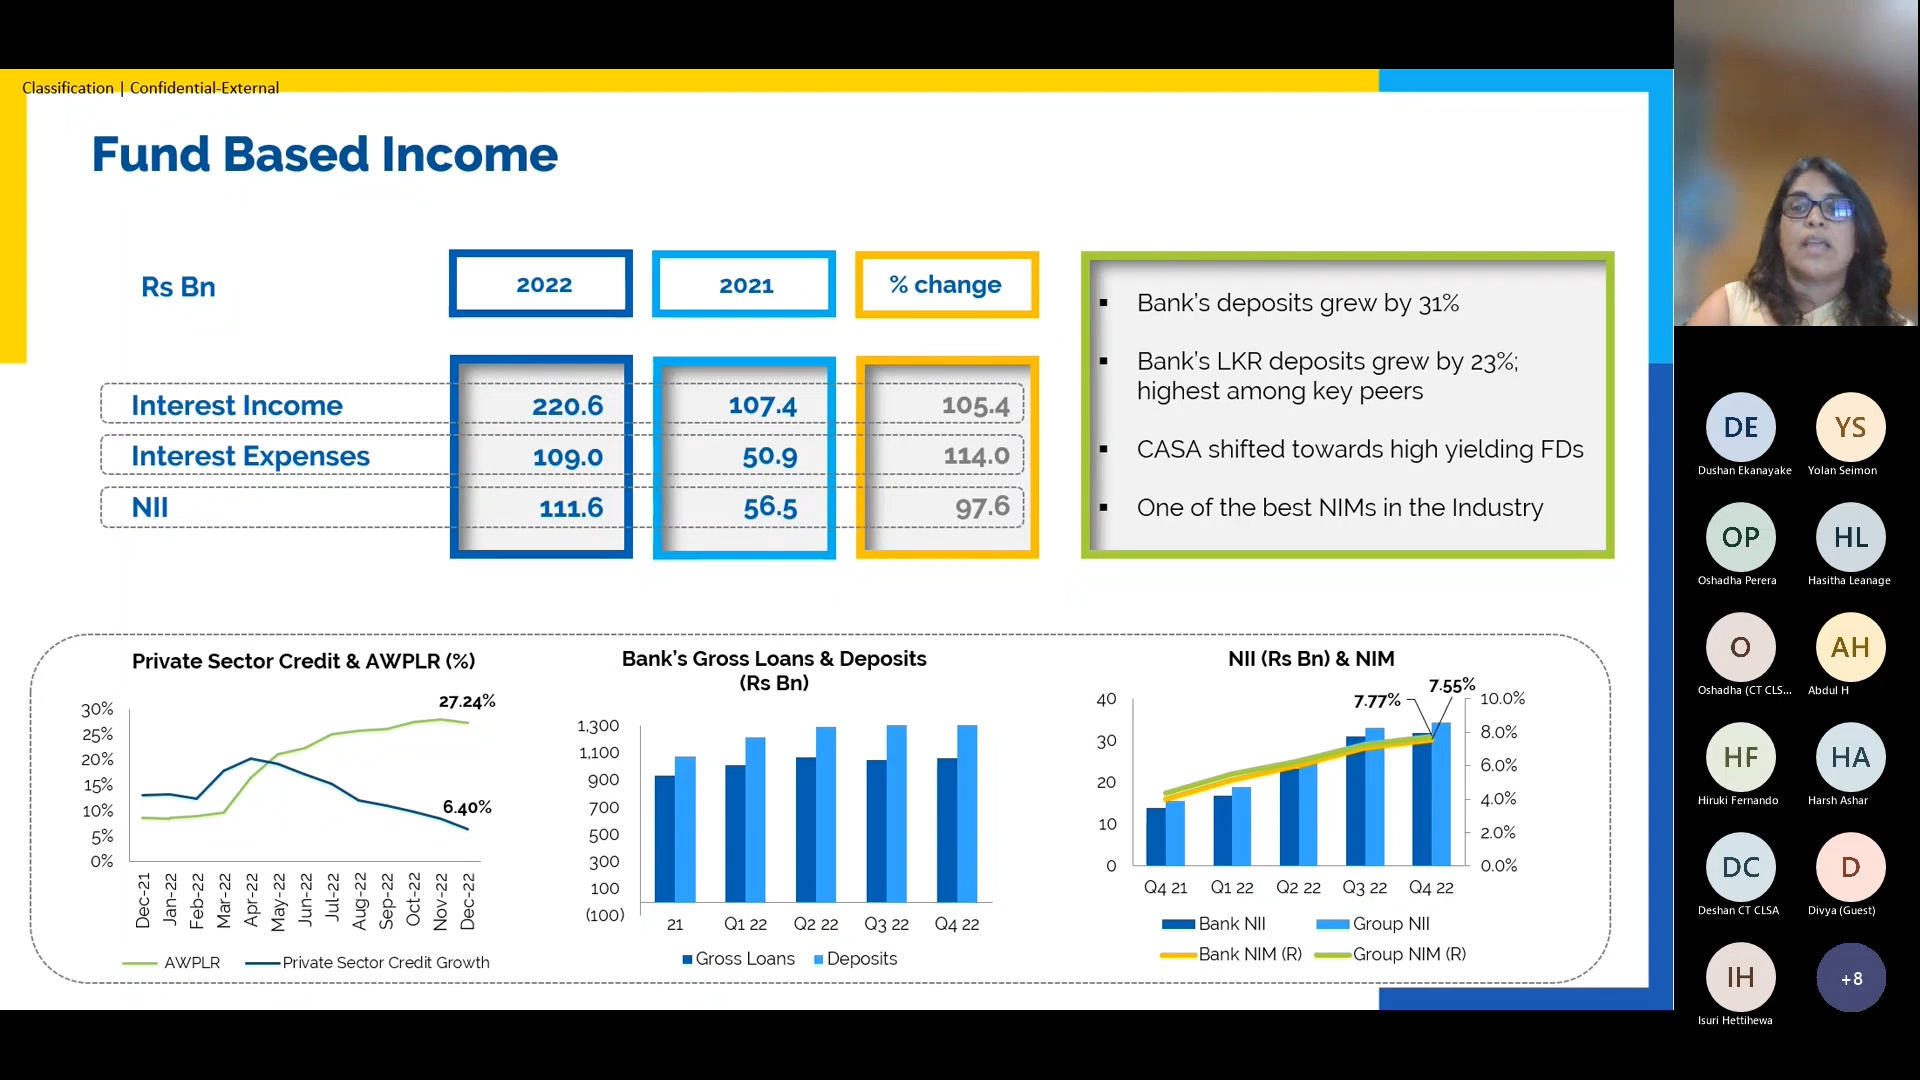 Classification | Confidential-External
Fund Based Income
Rs Bn
2022
2021
% change
Interest Income 220.6 107.4 105.4
Interest Expenses 109.0 50.9 114.0
NII 111.6 56.5 97.6
▪ Bank’s deposits grew by 31%
▪ Bank’s LKR deposits grew by 23%;
highest among key peers
▪ CASA shifted towards high yielding FDs
▪ One of the best NIMs in the Industry
Private Sector Credit & AWPLR (%)
27.24%
6.40%
30%
25%
20%
15%
10%
5%
0%
Dec-21
Jan-22
Feb-22
Mar-22
Apr-22
May-22
Jun-22
Jul-22
Aug-22
Sep-22
Oct-22
Nov-22
Dec-22
AWPLR
Private Sector Credit Growth
Bank’s Gross Loans & Deposits
(Rs Bn)
1,300
1,100
900
700
500
300
100
(100)
21 Q1 22 Q2 22 Q3 22 Q4 22
Gross Loans Deposits
NII (Rs Bn) & NIM
7.77%
7.55%
40
30
20
10
0
10.0%
8.0%
6.0%
4.0%
2.0%
0.0%
Q4 21 Q1 22 Q2 22 Q3 22 Q4 22
Bank NII Group NII
Bank NIM (R) Group NIM (R)
DE YS
Dushan Ekanayake Yolan Seimon
OP HL
Oshadha Perera Hasitha Leanage
O AH
Oshadha (CT CLS... Abdul H
HF HA
Hiruki Fernando Harsh Ashar
DC D
Deshan CT CLSA Divya (Guest)
IH +8
Isuri Hettihewa